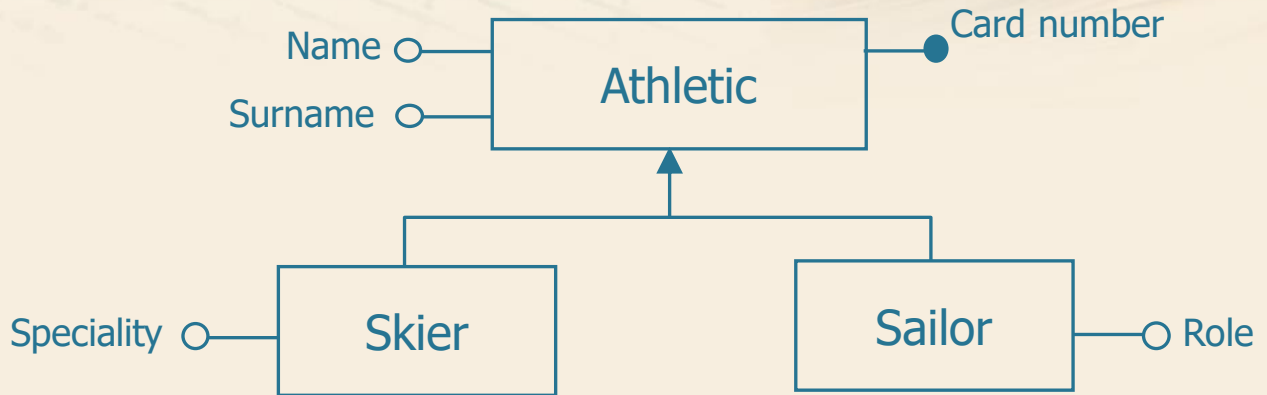 Name
Card number
Athletic
Surname
Speciality
Skier
Sailor
Role